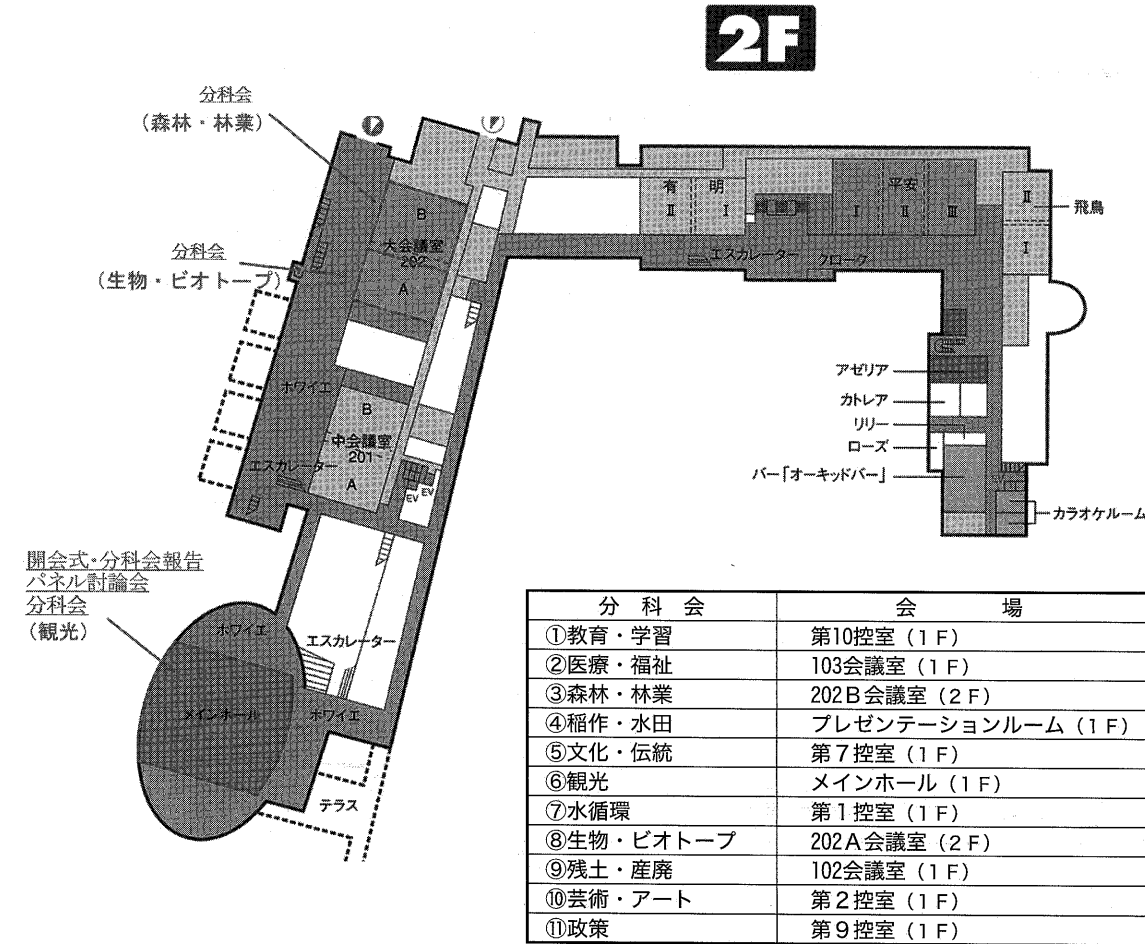 2F
分科会
（森林・林業）
分科会
（生物・ビオトープ）
B
大会議室
202
A
ホワイエ
B
中会議室
201
A
エスカレーター
EV
EV
開会式・分科会報告
パネル討論会
分科会
（観光）
ホワイエ
エスカレーター
メインホール
ホワイエ
テラス
有 明
Ⅱ Ⅰ
平安
Ⅰ Ⅱ Ⅲ
エスカレーター
クローク
Ⅱ
飛鳥
Ⅰ
アゼリア
カトレア
リリー
ローズ
バー「オーキッドバー」
カラオケルーム
分科会 会場
①教育・学習 第10控室（1F）
②医療・福祉 103会議室（1F）
③森林・林業 202B会議室（2F）
④稲作・水田 プレゼンテーションルーム（1F）
⑤文化・伝統 第7控室（1F）
⑥観光 メインホール（1F）
⑦水循環 第1控室（1F）
⑧生物・ビオトープ 202A会議室（2F）
⑨残土・産廃 102会議室（1F）
⑩芸術・アート 第2控室（1F）
⑪政策 第9控室（1F）